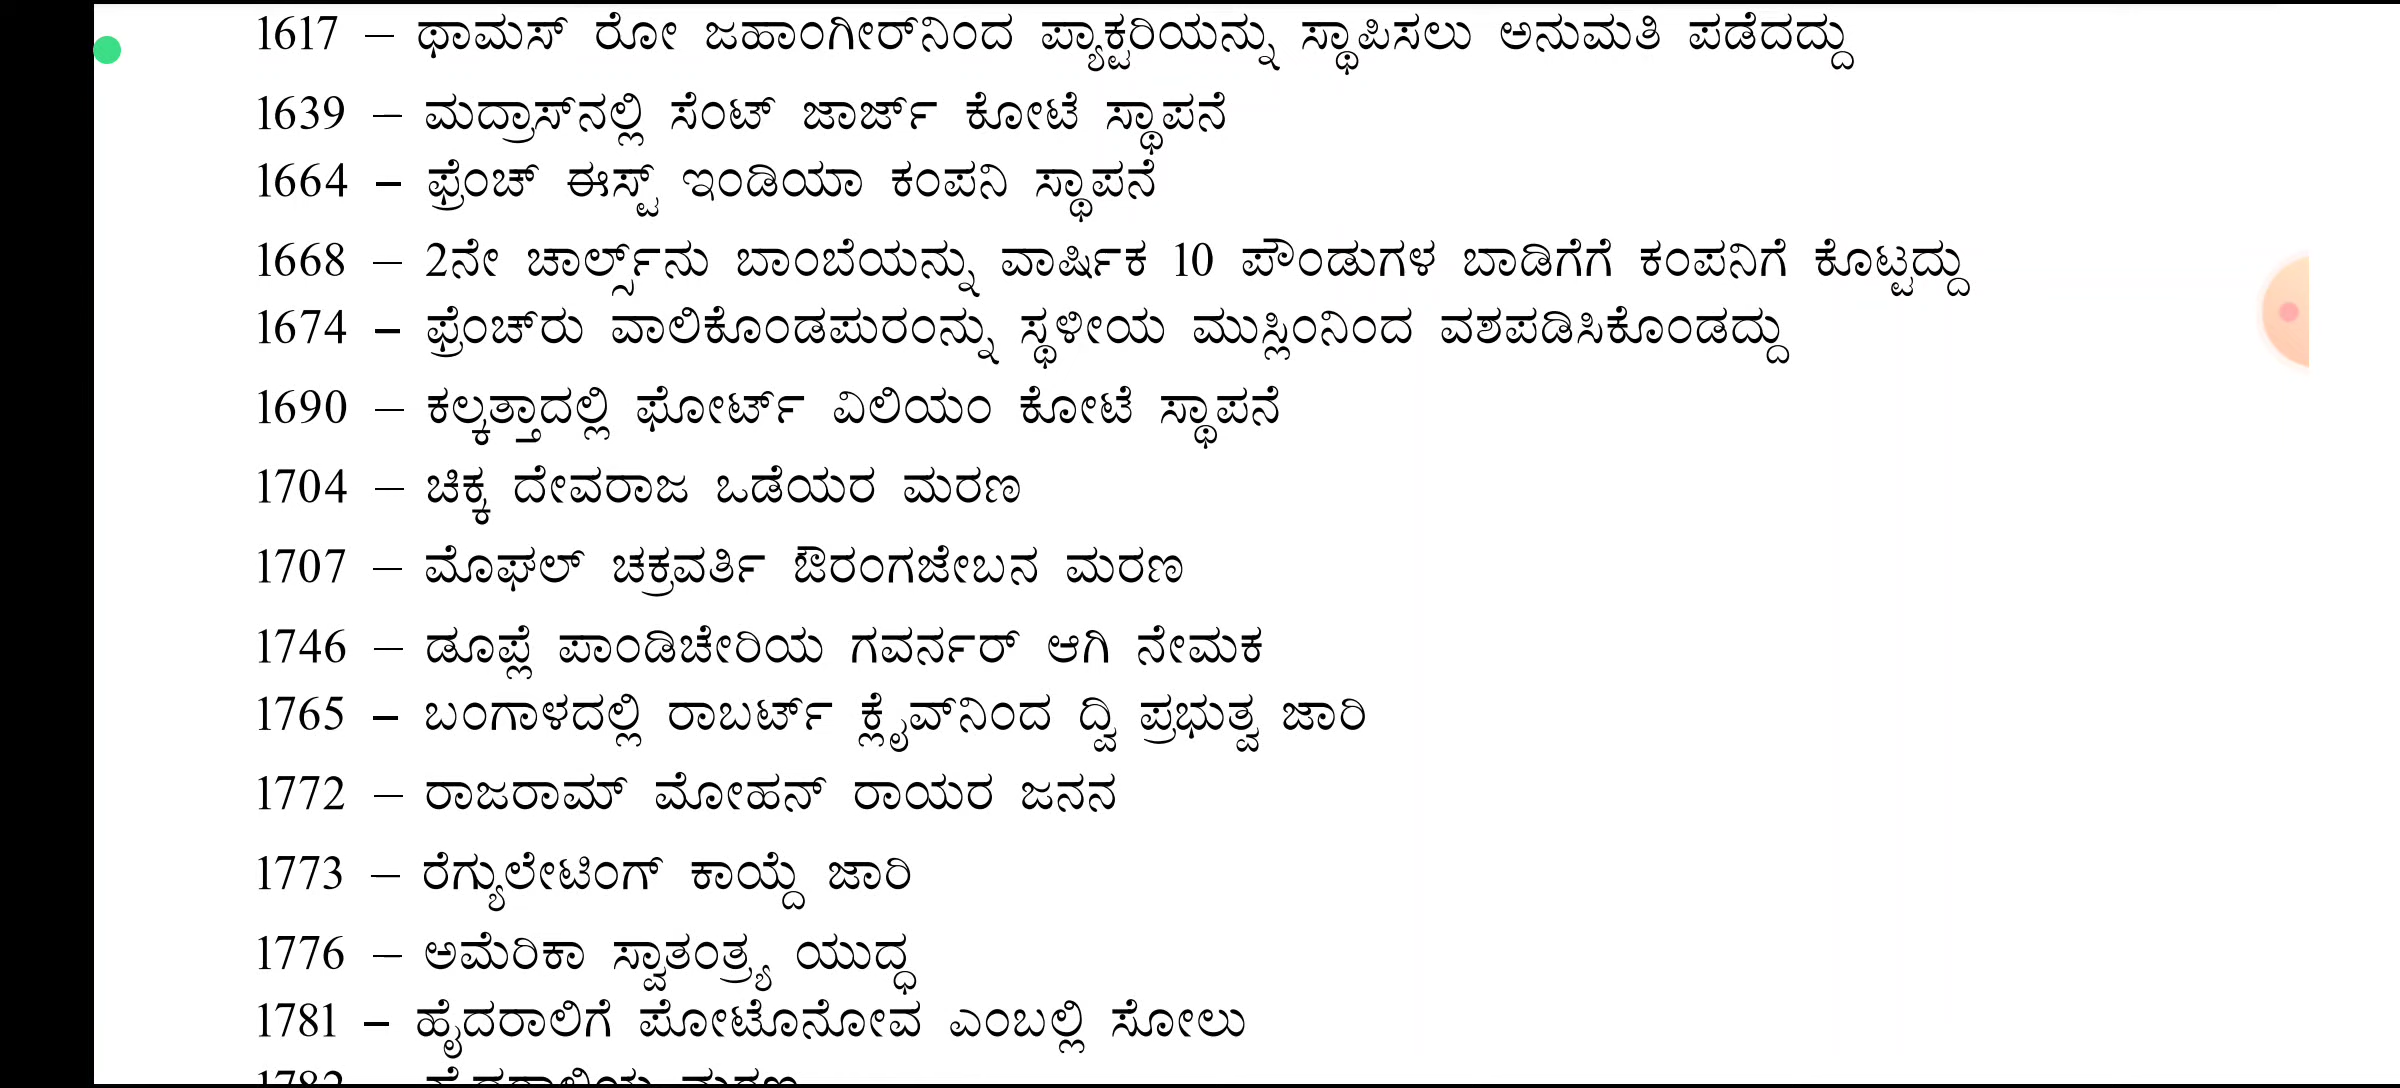 1617 – ಥಾಮಸ್ ರೋ ಜಹಾಂಗೀರ್‌ನಿಂದ ಪ್ಯಾಕ್ಟರಿಯನ್ನು ಸ್ಥಾಪಿಸಲು ಅನುಮತಿ ಪಡೆದದ್ದು
1639 – ಮದ್ರಾಸ್‌ನಲ್ಲಿ ಸೆಂಟ್ ಜಾರ್ಜ್ ಕೋಟೆ ಸ್ಥಾಪನೆ
1664 – ಫ್ರೆಂಚ್ ಈಸ್ಟ್ ಇಂಡಿಯಾ ಕಂಪನಿ ಸ್ಥಾಪನೆ
1668 – 2ನೇ ಚಾರ್ಲ್ಸ್‌ನು ಬಾಂಬೆಯನ್ನು ವಾರ್ಷಿಕ 10 ಪೌಂಡುಗಳ ಬಾಡಿಗೆಗೆ ಕಂಪನಿಗೆ ಕೊಟ್ಟದ್ದು
1674 – ಫ್ರೆಂಚ್‌ರು ವಾಲಿಕೊಂಡಪುರಂನ್ನು ಸ್ಥಳೀಯ ಮುಸ್ಲಿಂನಿಂದ ವಶಪಡಿಸಿಕೊಂಡದ್ದು
1690 – ಕಲ್ಕತ್ತಾದಲ್ಲಿ ಫೋರ್ಟ್ ವಿಲಿಯಂ ಕೋಟೆ ಸ್ಥಾಪನೆ
1704 – ಚಿಕ್ಕ ದೇವರಾಜ ಒಡೆಯರ ಮರಣ
1707 – ಮೊಘಲ್ ಚಕ್ರವರ್ತಿ ಔರಂಗಜೇಬನ ಮರಣ
1746 – ಡೂಪ್ಲೆ ಪಾಂಡಿಚೇರಿಯ ಗವರ್ನರ್ ಆಗಿ ನೇಮಕ
1765 – ಬಂಗಾಳದಲ್ಲಿ ರಾಬರ್ಟ್ ಕ್ಲೈವ್‌ನಿಂದ ದ್ವಿ ಪ್ರಭುತ್ವ ಜಾರಿ
1772 – ರಾಜರಾಮ್ ಮೋಹನ್ ರಾಯರ ಜನನ
1773 – ರೆಗ್ಯುಲೇಟಿಂಗ್ ಕಾಯ್ದೆ ಜಾರಿ
1776 – ಅಮೆರಿಕಾ ಸ್ವಾತಂತ್ರ್ಯ ಯುದ್ಧ
1781 – ಹೈದರಾಲಿಗೆ ಪೋಟೊನೋವ ಎಂಬಲ್ಲಿ ಸೋಲು
1782 – ಹೈದರಾಲಿಯ ಮರಣ